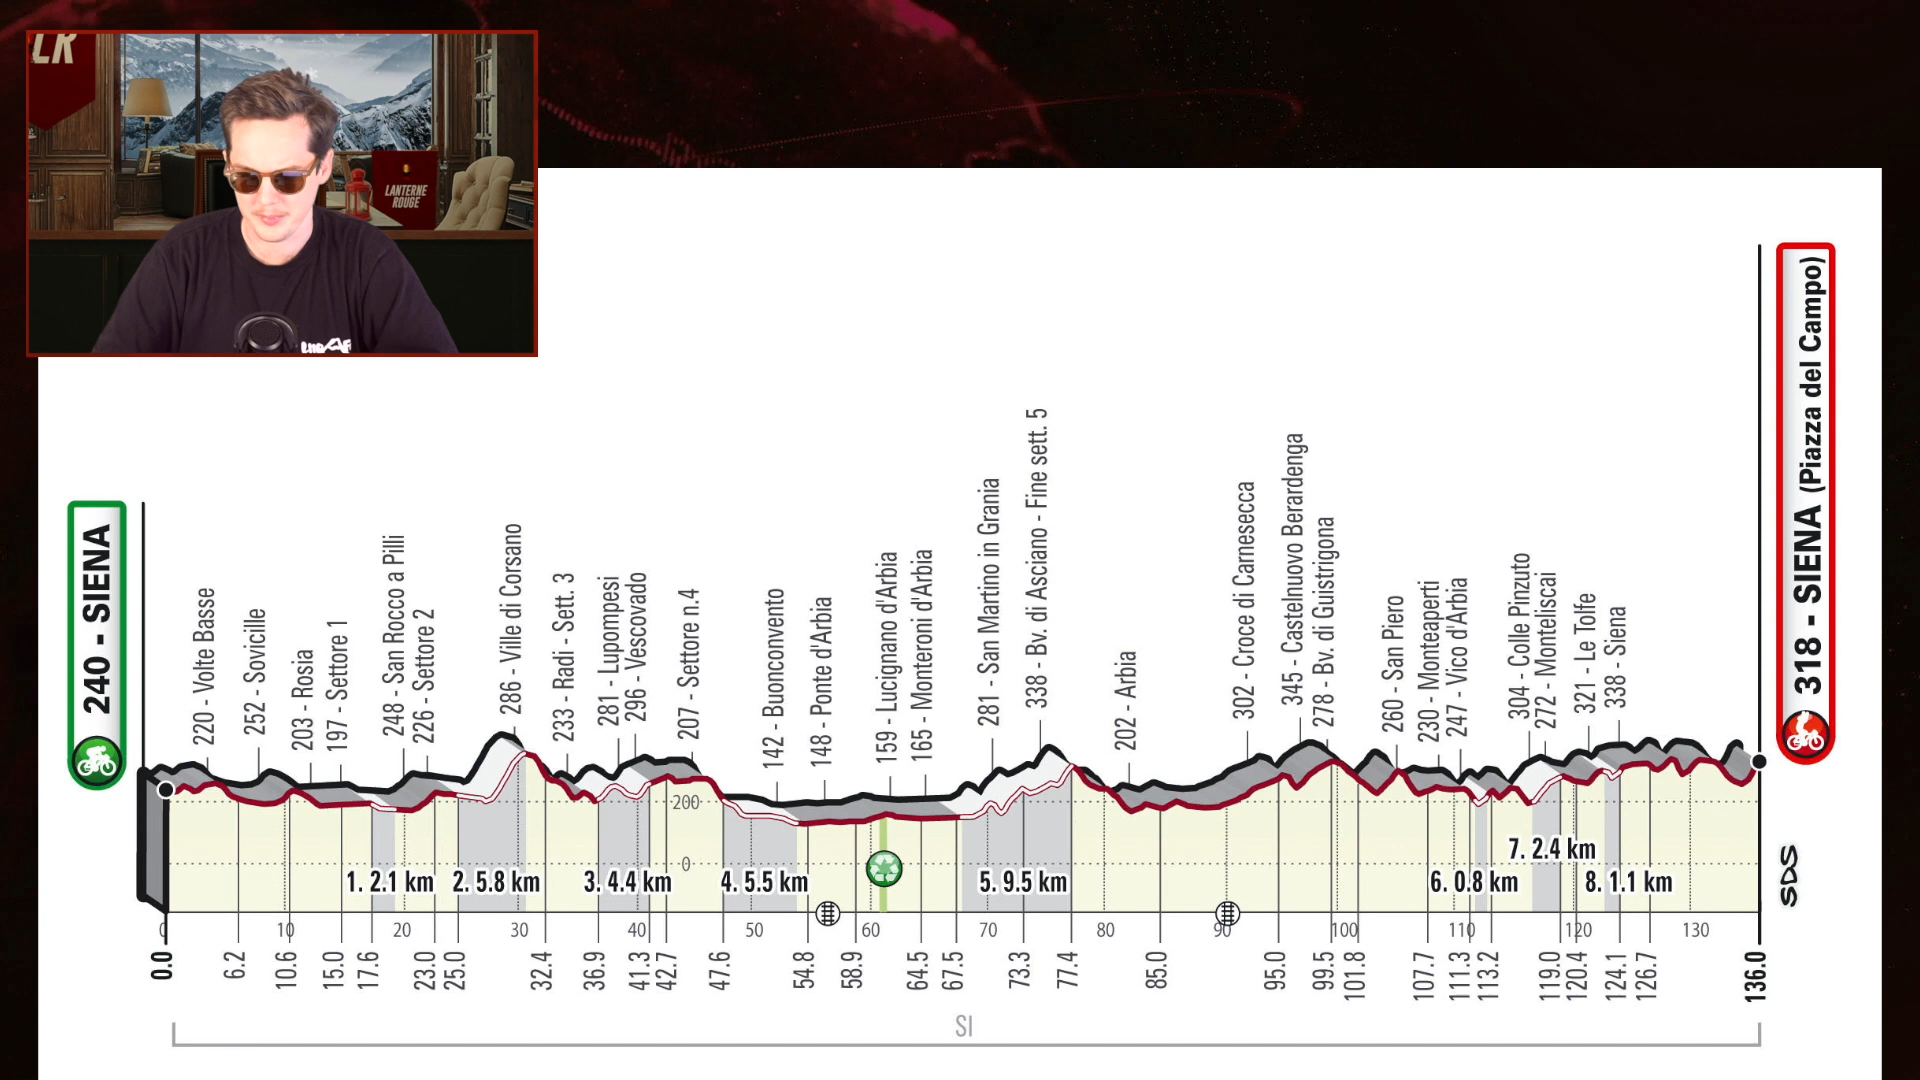 LR
LANTERNE
ROUGE
240 - SIENA
220 - Volte Basse
252 - Sovicille
203 - Rosia
197 - Settore 1
248 - San Rocco a Pilli
226 - Settore 2
286 - Ville di Corsano
233 - Radi - Sett. 3
281 - Lupompesi
296 - Vescovado
207 - Settore n.4
142 - Buonconvento
148 - Ponte d'Arbia
159 - Lucignano d'Arbia
165 - Monteroni d'Arbia
281 - San Martino in Grania
338 - Bv. di Asciano - Fine sett. 5
202 - Arbia
302 - Croce di Carneseca
345 - Castelnuovo Berardenga
278 - Bv. di Guistrigona
260 - San Piero
230 - Monteaperti
247 - Vico d'Arbia
304 - Colle Pinzuto
272 - Monteliscai
321 - Le Tolfe
338 - Siena
318 - SIENA (Piazza del Campo)
200
0
1. 2.1 km
2. 5.8 km
3. 4.4 km
4. 5.5 km
5. 9.5 km
6. 0.8 km
7. 2.4 km
8. 1.1 km
SDS
0 10 20 30 40 50 60 70 80 90 100 110 120 130
0.0 6.2 10.6 15.0 17.6 23.0 25.0 32.4 36.9 41.3 42.7 47.6 54.8 58.9 64.5 67.5 73.3 77.4 85.0 95.0 99.5 101.8 107.7 111.3 113.2 119.0 120.4 124.1 126.7 136.0
SI